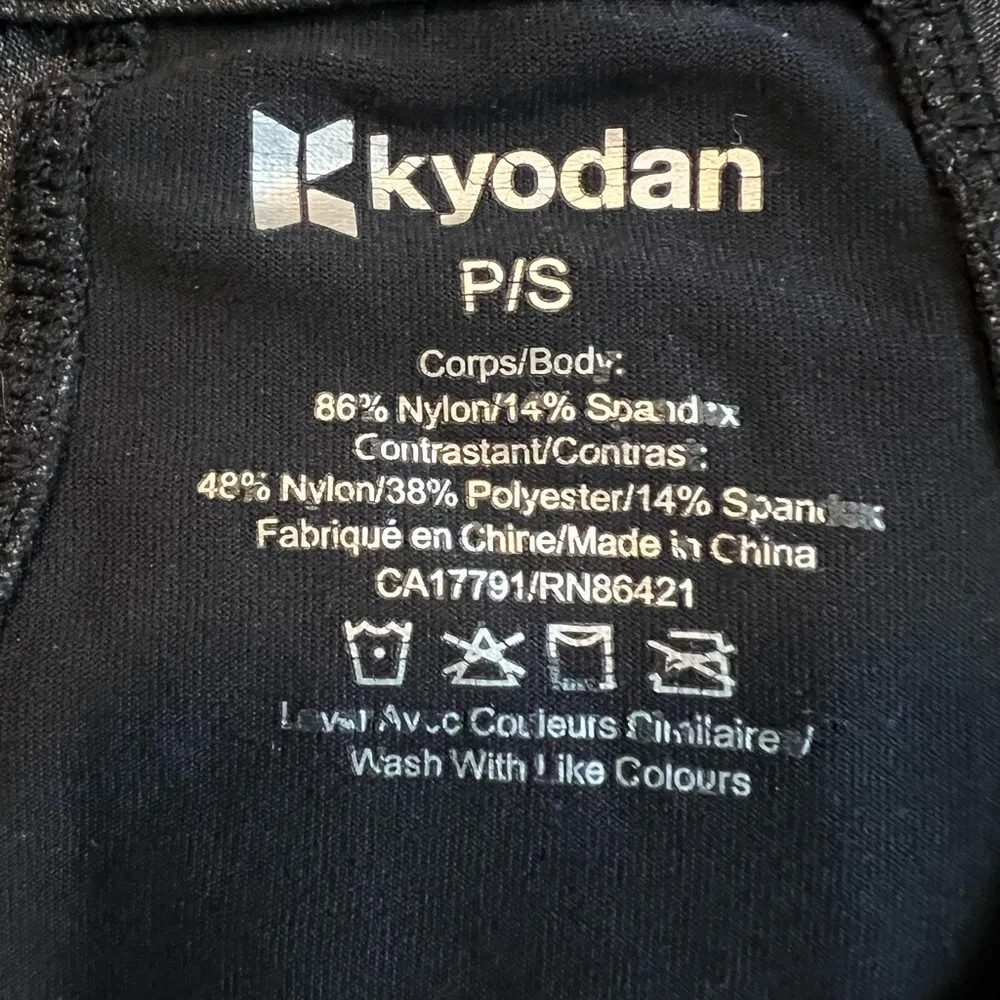 kyodan
P/S
Corps/Body:
86% Nylon/14% Spandex
Contrastant/Contrast:
48% Nylon/38% Polyester/14% Spandex
Fabriqué en Chine/Made in China
CA17791/RN86421
Laver Avec Couleurs Similaires/
Wash With Like Colours